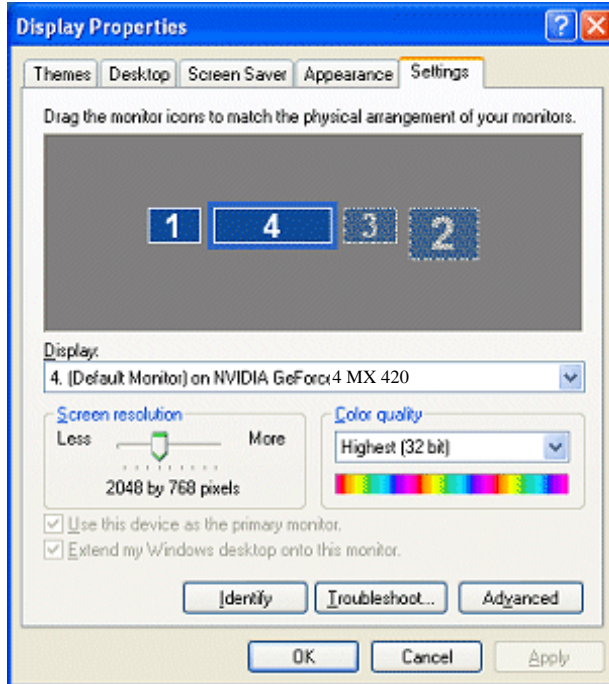 Display Properties
Themes Desktop Screen Saver Appearance Settings
Drag the monitor icons to match the physical arrangement of your monitors.
1 4 3 2
Display:
4. (Default Monitor) on NVIDIA GeForce4 MX 420
Screen resolution
Less More
2048 by 768 pixels
Color quality
Highest (32 bit)
Use this device as the primary monitor.
Extend my Windows desktop onto this monitor.
Identify Troubleshoot... Advanced
OK Cancel Apply